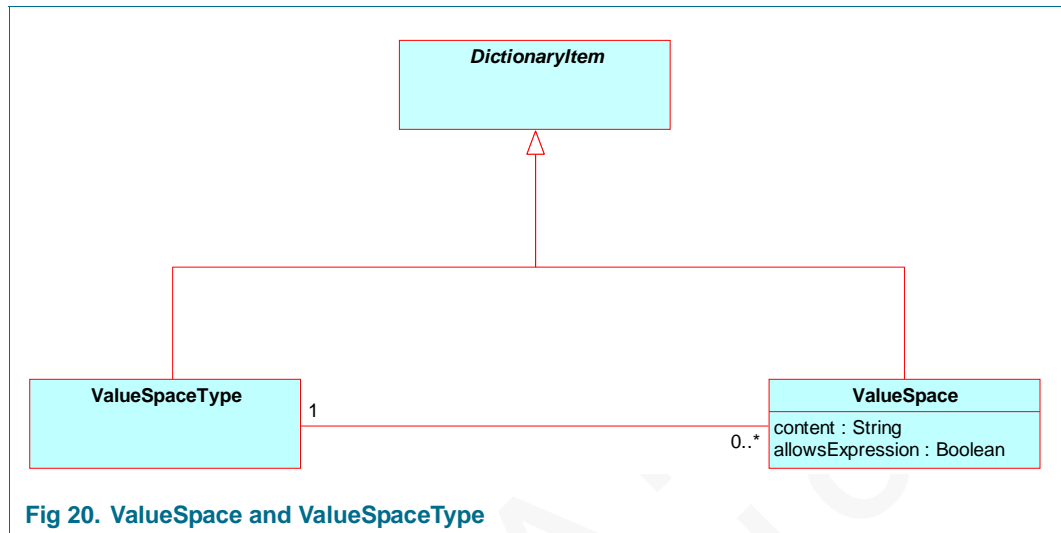 DictionaryItem
ValueSpaceType
ValueSpace
content : String
allowsExpression : Boolean
1
0..*
Fig 20. ValueSpace and ValueSpaceType